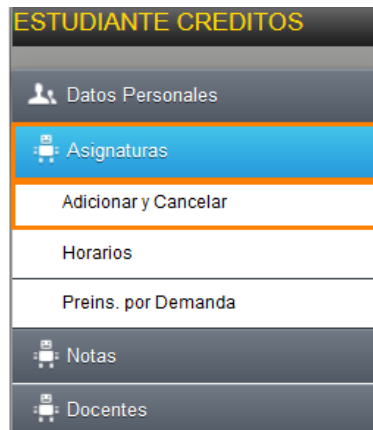 ESTUDIANTE CREDITOS
Datos Personales
Asignaturas
Adicionar y Cancelar
Horarios
Preins. por Demanda
Notas
Docentes